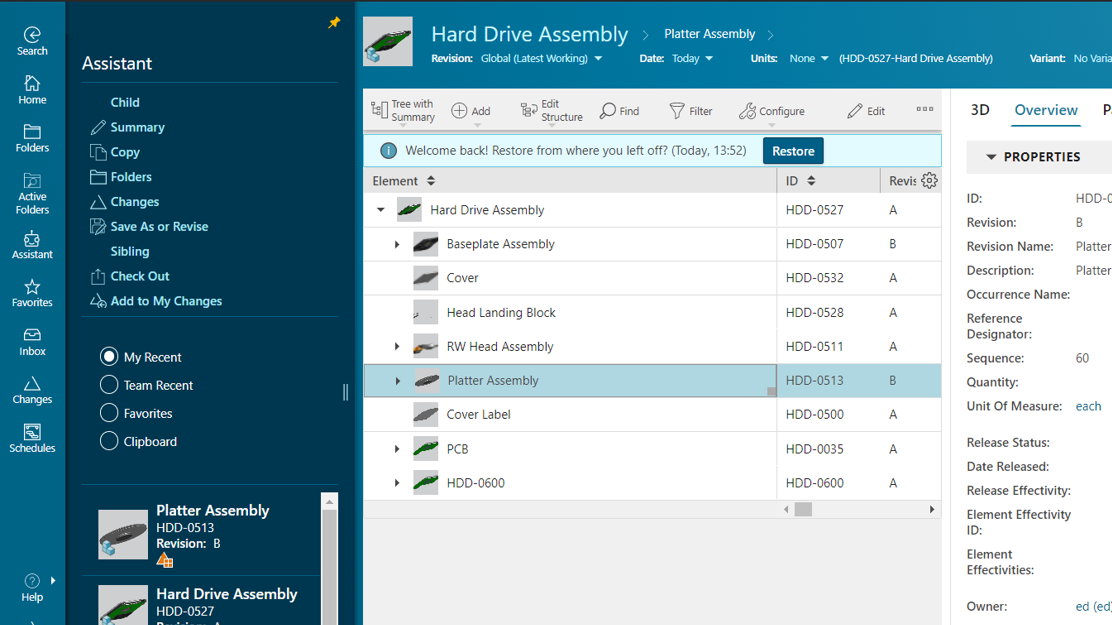 Search
Home
Folders
Active
Folders
Assistant
Favorites
Inbox
Changes
Schedules
Help
Assistant
Child
Summary
Copy
Folders
Changes
Save As or Revise
Sibling
Check Out
Add to My Changes
My Recent
Team Recent
Favorites
Clipboard
Platter Assembly
HDD-0513
Revision: B
Hard Drive Assembly
HDD-0527
Hard Drive Assembly Platter Assembly
Revision: Global (Latest Working) Date: Today Units: None (HDD-0527-Hard Drive Assembly) Variant: No Varia
Tree with
Summary
Add
Edit
Structure
Find
Filter
Configure
Edit
Welcome back! Restore from where you left off? (Today, 13:52) Restore
Element ID Revis
Hard Drive Assembly HDD-0527 A
Baseplate Assembly HDD-0507 B
Cover HDD-0532 A
Head Landing Block HDD-0528 A
RW Head Assembly HDD-0511 A
Platter Assembly HDD-0513 B
Cover Label HDD-0500 A
PCB HDD-0035 A
HDD-0600 HDD-0600 A
3D Overview Pa
PROPERTIES
ID: HDD-0
Revision: B
Revision Name: Platter
Description: Platter
Occurrence Name:
Reference
Designator:
Sequence: 60
Quantity:
Unit Of Measure: each
Release Status:
Date Released:
Release Effectivity:
Element Effectivity
ID:
Element
Effectivities:
Owner: ed (ed)